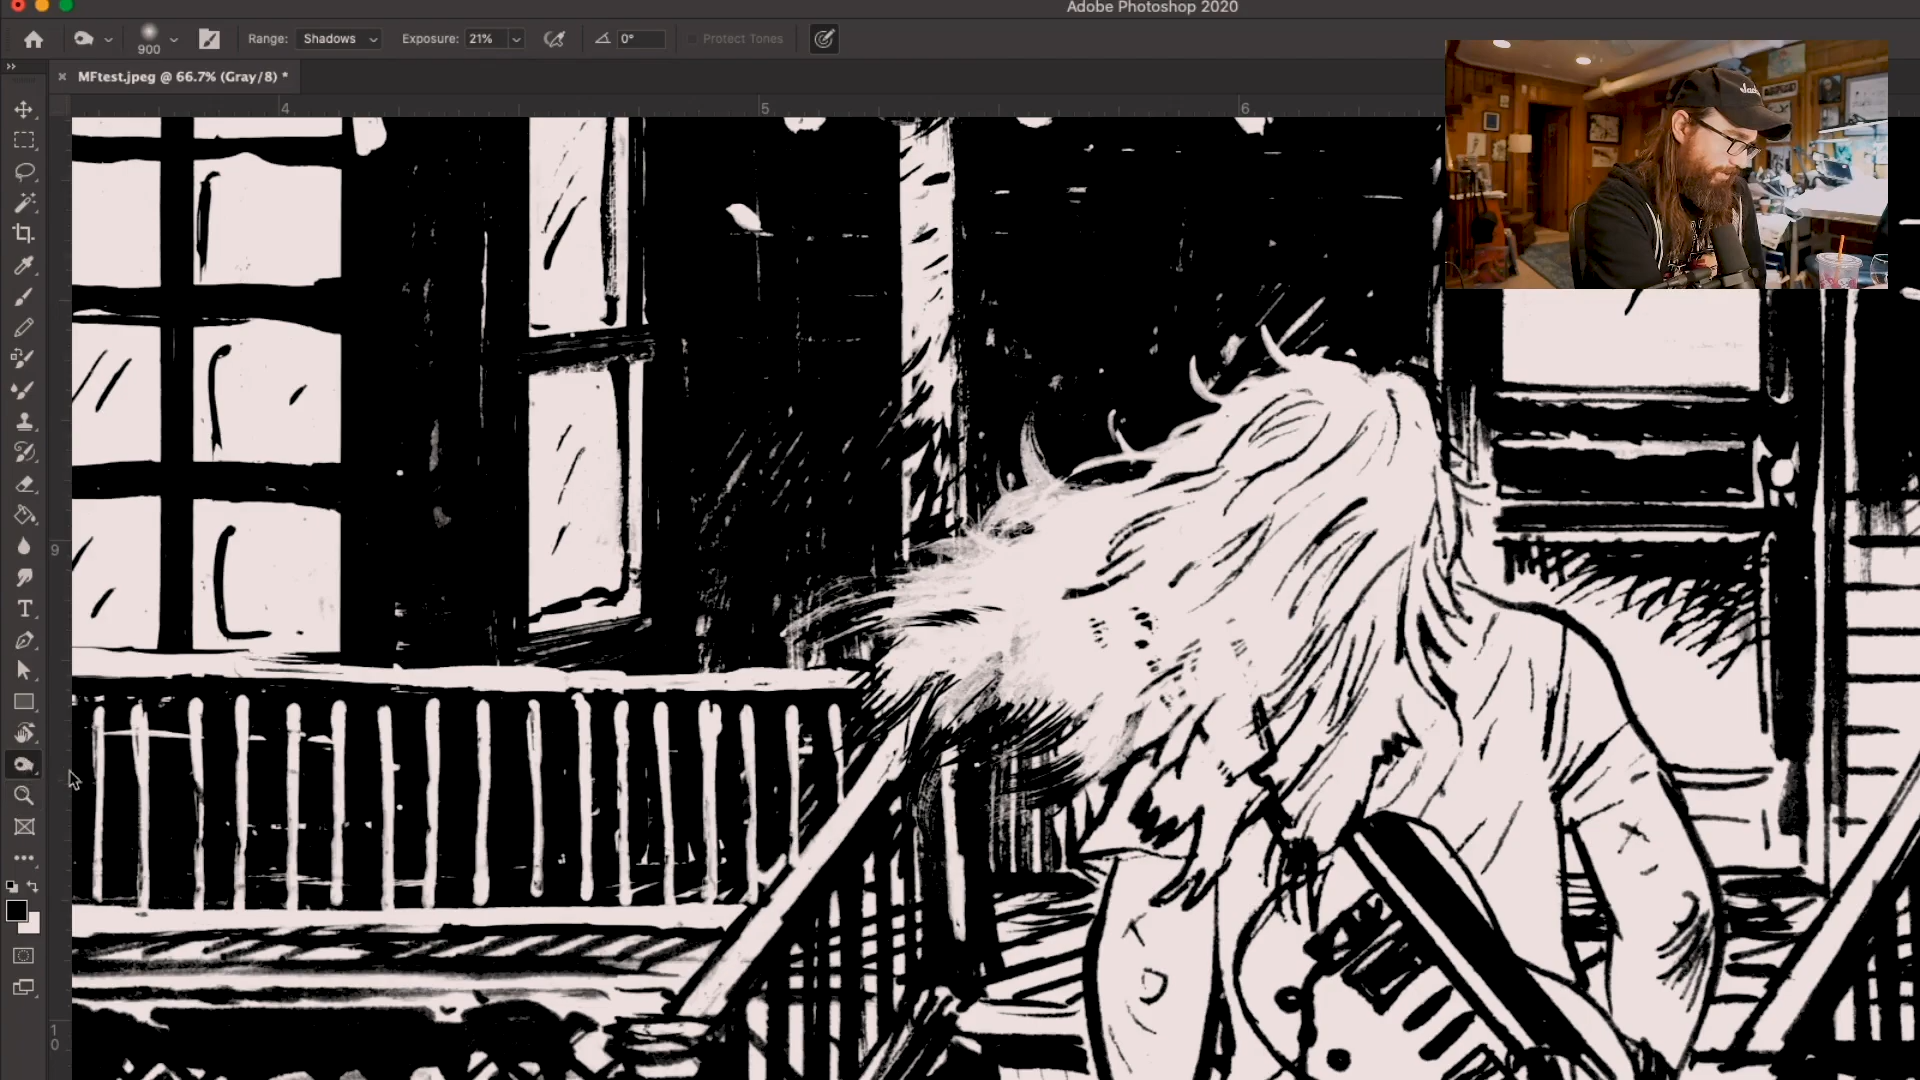 Adobe Photoshop 2020
900
Range: Shadows
Exposure: 21%
0°
Protect Tones
MFtest.jpeg @ 66.7% (Gray/8) *
4
5
6
9
1
0